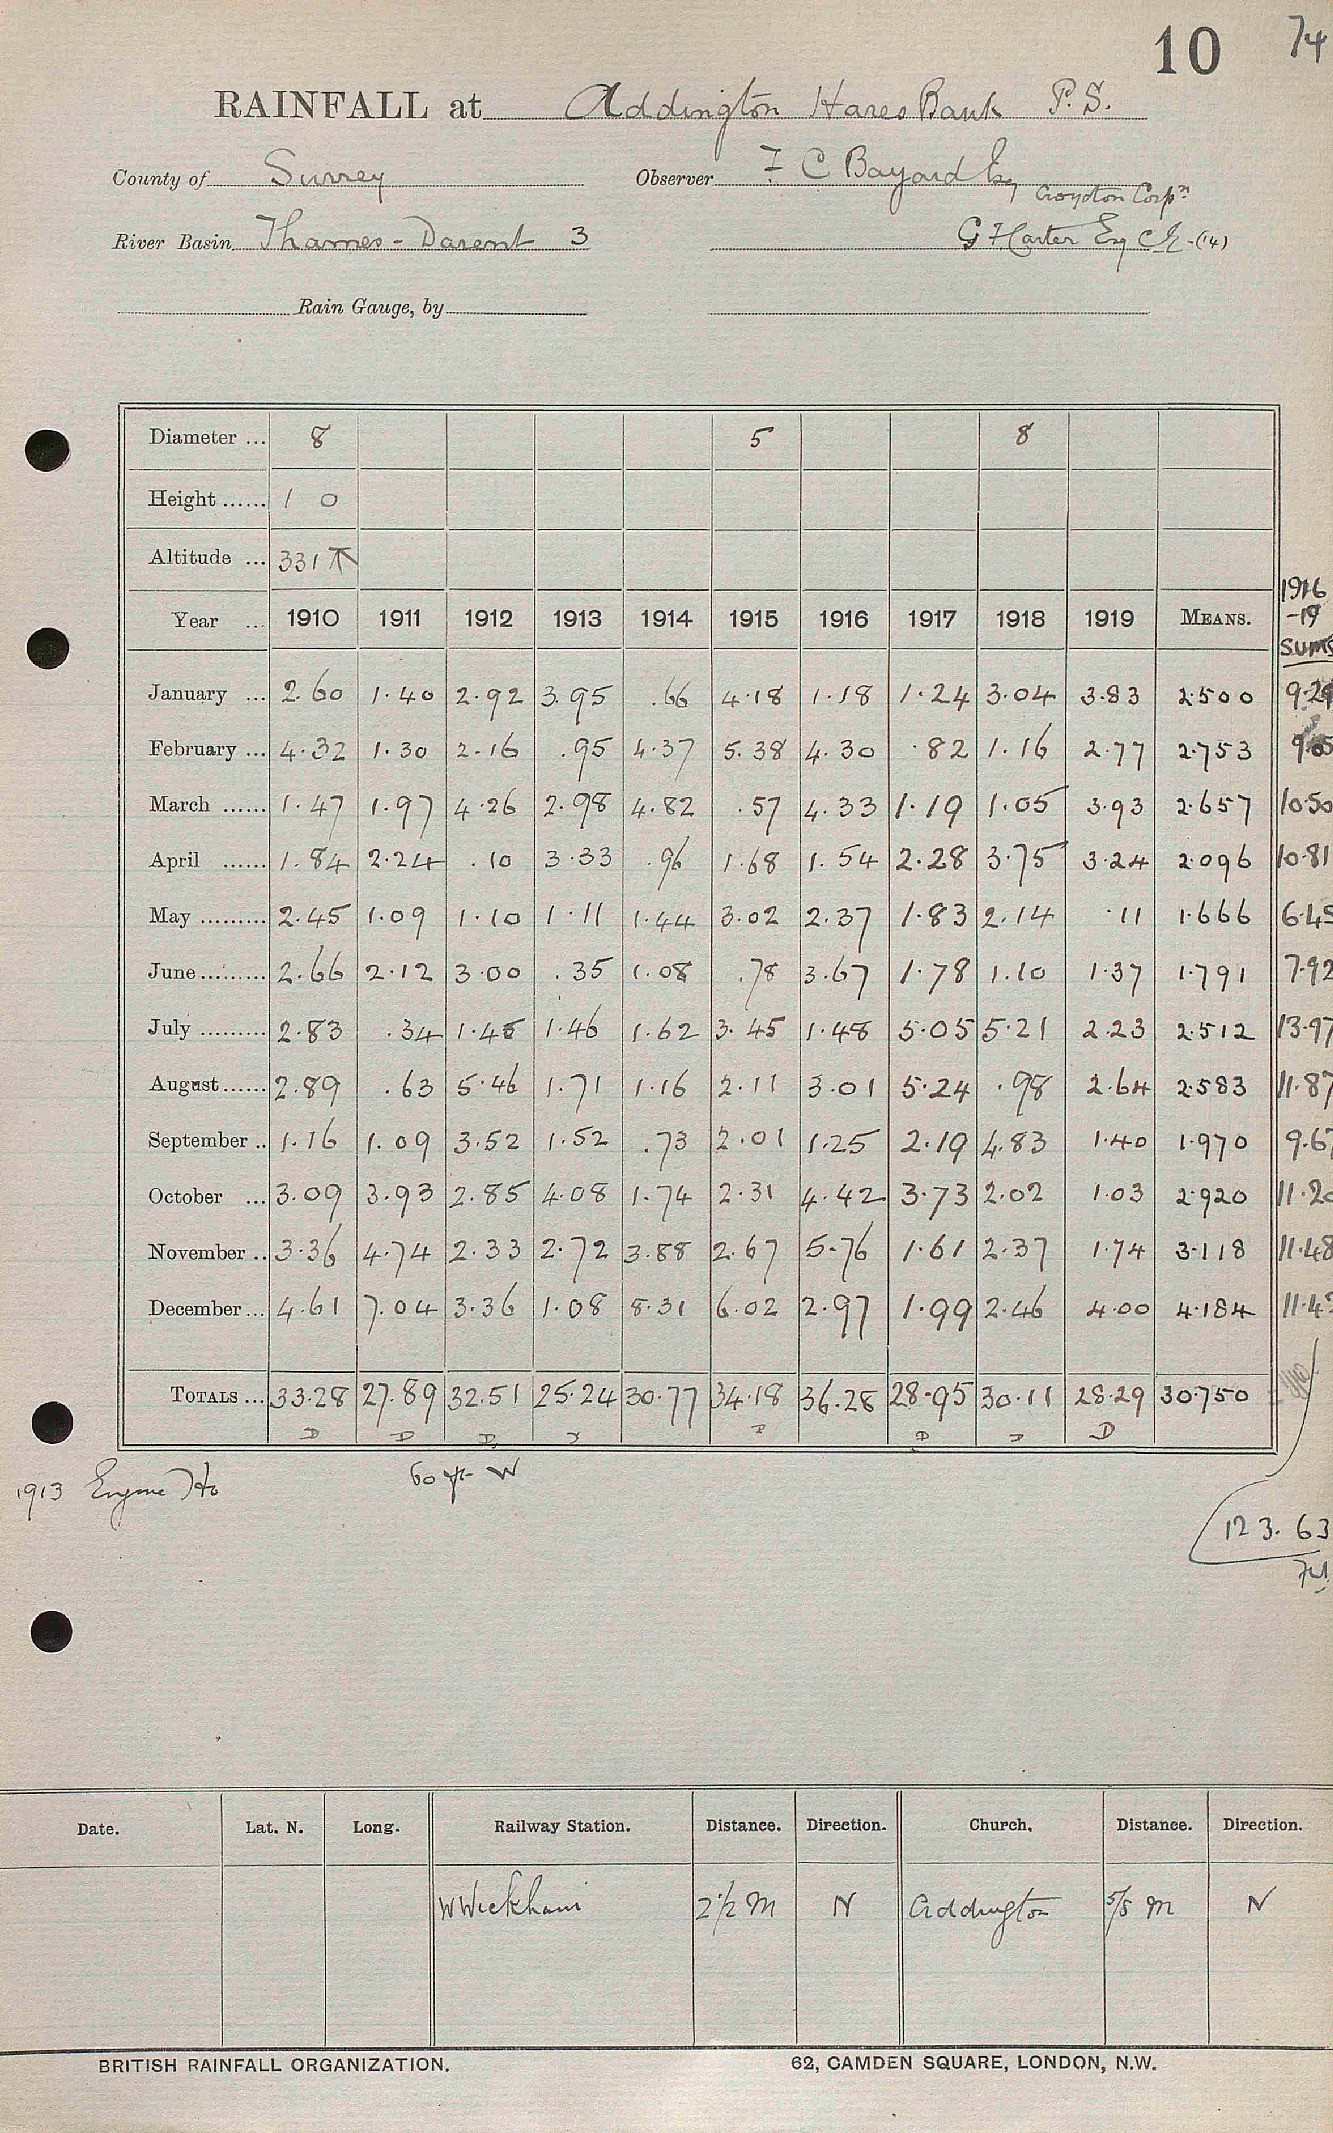 10 74
RAINFALL at Addington Hares Bank P.S.
County of Surrey Observer F C Bayard Esq
Croydon Corpn
River Basin Thames - Darent 3 G F Carter Esq CE - (14)
Rain Gauge, by
Diameter ... 8 5 8
Height ...... 1 0
Altitude ... 331
1916
Year ... 1910 1911 1912 1913 1914 1915 1916 1917 1918 1919 MEANS. -19
sums
January ... 2.60 1.40 2.92 3.95 .66 4.18 1.18 1.24 3.04 3.83 2.500 9.29
February ... 4.32 1.30 2.16 .95 4.37 5.38 4.30 .82 1.16 2.77 2.753 9.05
March ...... 1.47 1.97 4.26 2.98 4.82 .57 4.33 1.19 1.05 3.93 2.657 10.50
April ...... 1.84 2.24 .10 3.33 .96 1.68 1.54 2.28 3.75 3.24 2.096 10.81
May ......... 2.45 1.09 1.10 1.11 1.44 3.02 2.37 1.83 2.14 .11 1.666 6.45
June ......... 2.66 2.12 3.00 .35 1.08 .78 3.67 1.78 1.10 1.37 1.791 7.92
July ......... 2.83 .34 1.45 1.46 1.62 3.45 1.48 5.05 5.21 2.23 2.512 13.97
August ...... 2.89 .63 5.46 1.71 1.16 2.11 3.01 5.24 .98 2.64 2.583 11.87
September .. 1.16 1.09 3.52 1.52 .73 2.01 1.25 2.19 4.83 1.40 1.970 9.67
October ... 3.09 3.93 2.85 4.08 1.74 2.31 4.42 3.73 2.02 1.03 2.920 11.20
November .. 3.36 4.74 2.33 2.72 3.88 2.67 5.76 1.61 2.37 1.74 3.118 11.48
December ... 4.61 7.04 3.36 1.08 8.31 6.02 2.97 1.99 2.46 4.00 4.184 11.42
TOTALS ... 33.28 27.89 32.51 25.24 30.77 34.18 36.28 28.95 30.11 28.29 30.750
D D D D D D D
1913 Engine Ho 60 yds W
123.63
Date. Lat. N. Long. Railway Station. Distance. Direction. Church. Distance. Direction.
W Wickham 2 1/2 M N Addington 5/8 M N
BRITISH RAINFALL ORGANIZATION. 62, CAMDEN SQUARE, LONDON, N.W.